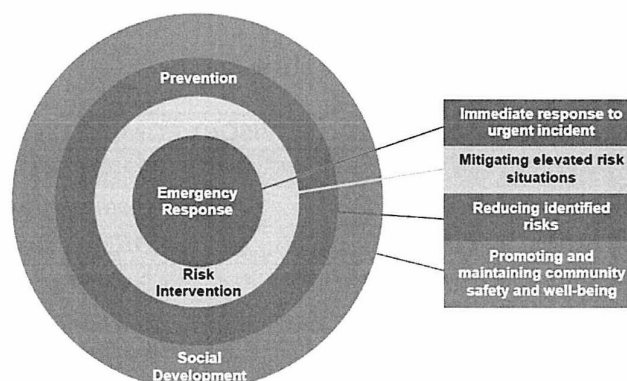 Prevention
Emergency
Response
Risk
Intervention
Social
Development
Immediate response to
urgent incident
Mitigating elevated risk
situations
Reducing identified
risks
Promoting and
maintaining community
safety and well-being